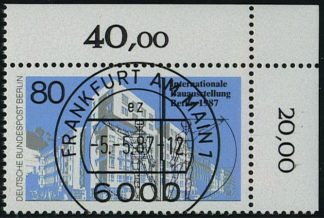 40,00
80
DEUTSCHE BUNDESPOST BERLIN
Internationale
Bauausstellung
Berlin 1987
20,00
FRANKFURT AM MAIN 1
ez
-5.-5.87-12
6000